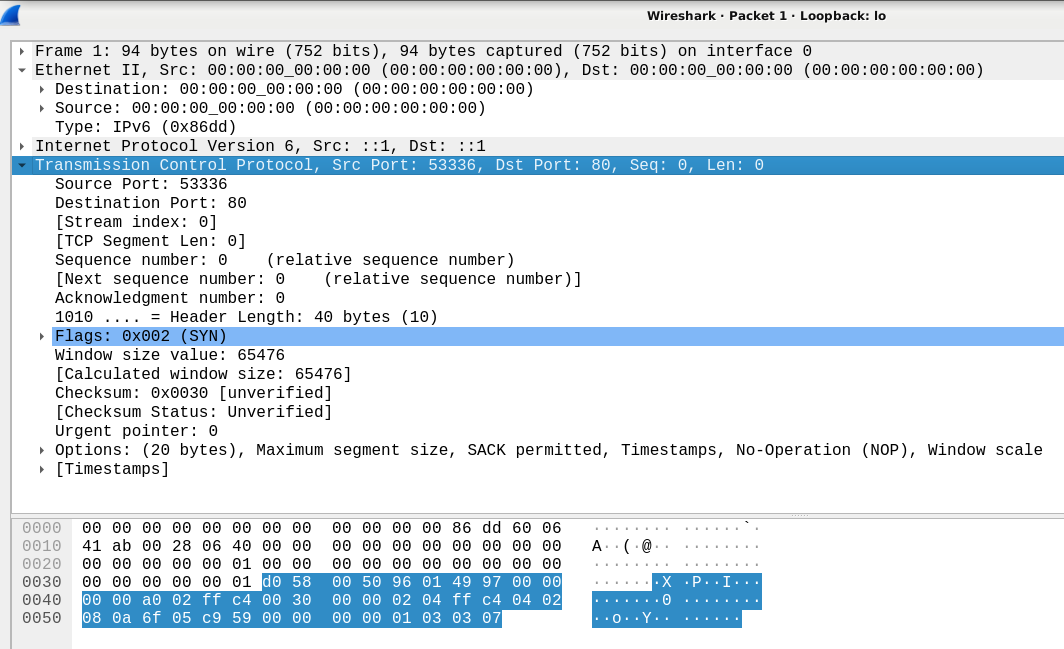 Wireshark · Packet 1 · Loopback: lo
Frame 1: 94 bytes on wire (752 bits), 94 bytes captured (752 bits) on interface 0
Ethernet II, Src: 00:00:00_00:00:00 (00:00:00:00:00:00), Dst: 00:00:00_00:00:00 (00:00:00:00:00:00)
Destination: 00:00:00_00:00:00 (00:00:00:00:00:00)
Source: 00:00:00_00:00:00 (00:00:00:00:00:00)
Type: IPv6 (0x86dd)
Internet Protocol Version 6, Src: ::1, Dst: ::1
Transmission Control Protocol, Src Port: 53336, Dst Port: 80, Seq: 0, Len: 0
Source Port: 53336
Destination Port: 80
[Stream index: 0]
[TCP Segment Len: 0]
Sequence number: 0    (relative sequence number)
[Next sequence number: 0    (relative sequence number)]
Acknowledgment number: 0
1010 .... = Header Length: 40 bytes (10)
Flags: 0x002 (SYN)
Window size value: 65476
[Calculated window size: 65476]
Checksum: 0x0030 [unverified]
[Checksum Status: Unverified]
Urgent pointer: 0
Options: (20 bytes), Maximum segment size, SACK permitted, Timestamps, No-Operation (NOP), Window scale
[Timestamps]
0000  00 00 00 00 00 00 00 00  00 00 00 00 86 dd 60 06  ········ ······`·
0010  41 ab 00 28 06 40 00 00  00 00 00 00 00 00 00 00  A··(·@·· ········
0020  00 00 00 00 00 01 00 00  00 00 00 00 00 00 00 00  ········ ········
0030  00 00 00 00 00 01 d0 58  00 50 96 01 49 97 00 00  ·······X ·P··I···
0040  00 00 a0 02 ff c4 00 30  00 00 02 04 ff c4 04 02  ·······0 ········
0050  08 0a 6f 05 c9 59 00 00  00 00 01 03 03 07  ··o··Y·· ······